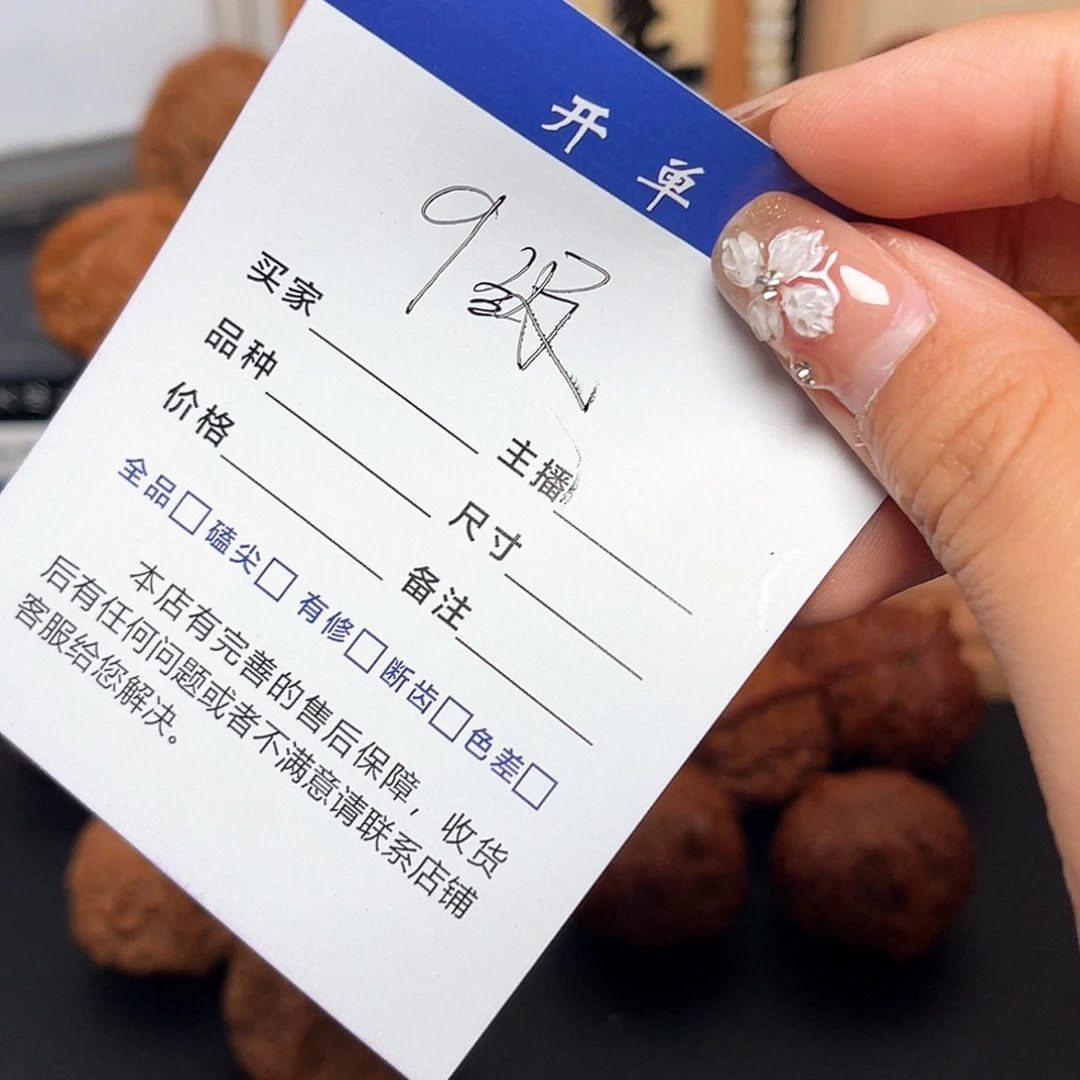 开单
9级
买家 主播
品种 尺寸
价格 备注
全品□磕尖□有修□断齿□色差□
本店有完善的售后保障，收货
后有任何问题或者不满意请联系店铺
客服给您解决。